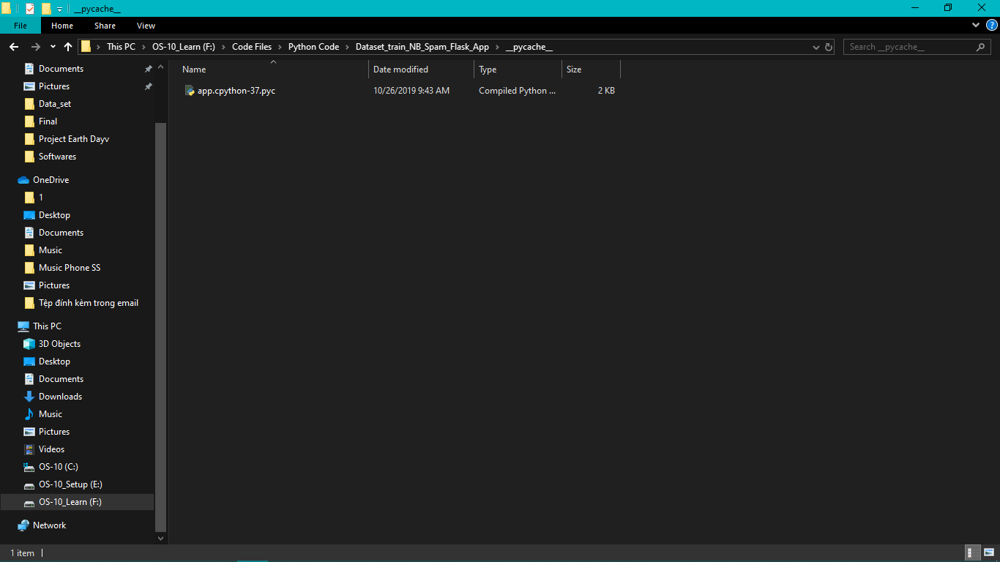 __pycache__
File Home Share View
This PC OS-10_Learn (F:) Code Files Python Code Dataset_train_NB_Spam_Flask_App __pycache__ Search __pycache__
Name Date modified Type Size
app.cpython-37.pyc 10/26/2019 9:43 AM Compiled Python ... 2 KB
Documents
Pictures
Data_set
Final
Project Earth Dayv
Softwares
OneDrive
1
Desktop
Documents
Music
Music Phone SS
Pictures
Tệp đính kèm trong email
This PC
3D Objects
Desktop
Documents
Downloads
Music
Pictures
Videos
OS-10 (C:)
OS-10_Setup (E:)
OS-10_Learn (F:)
Network
1 item